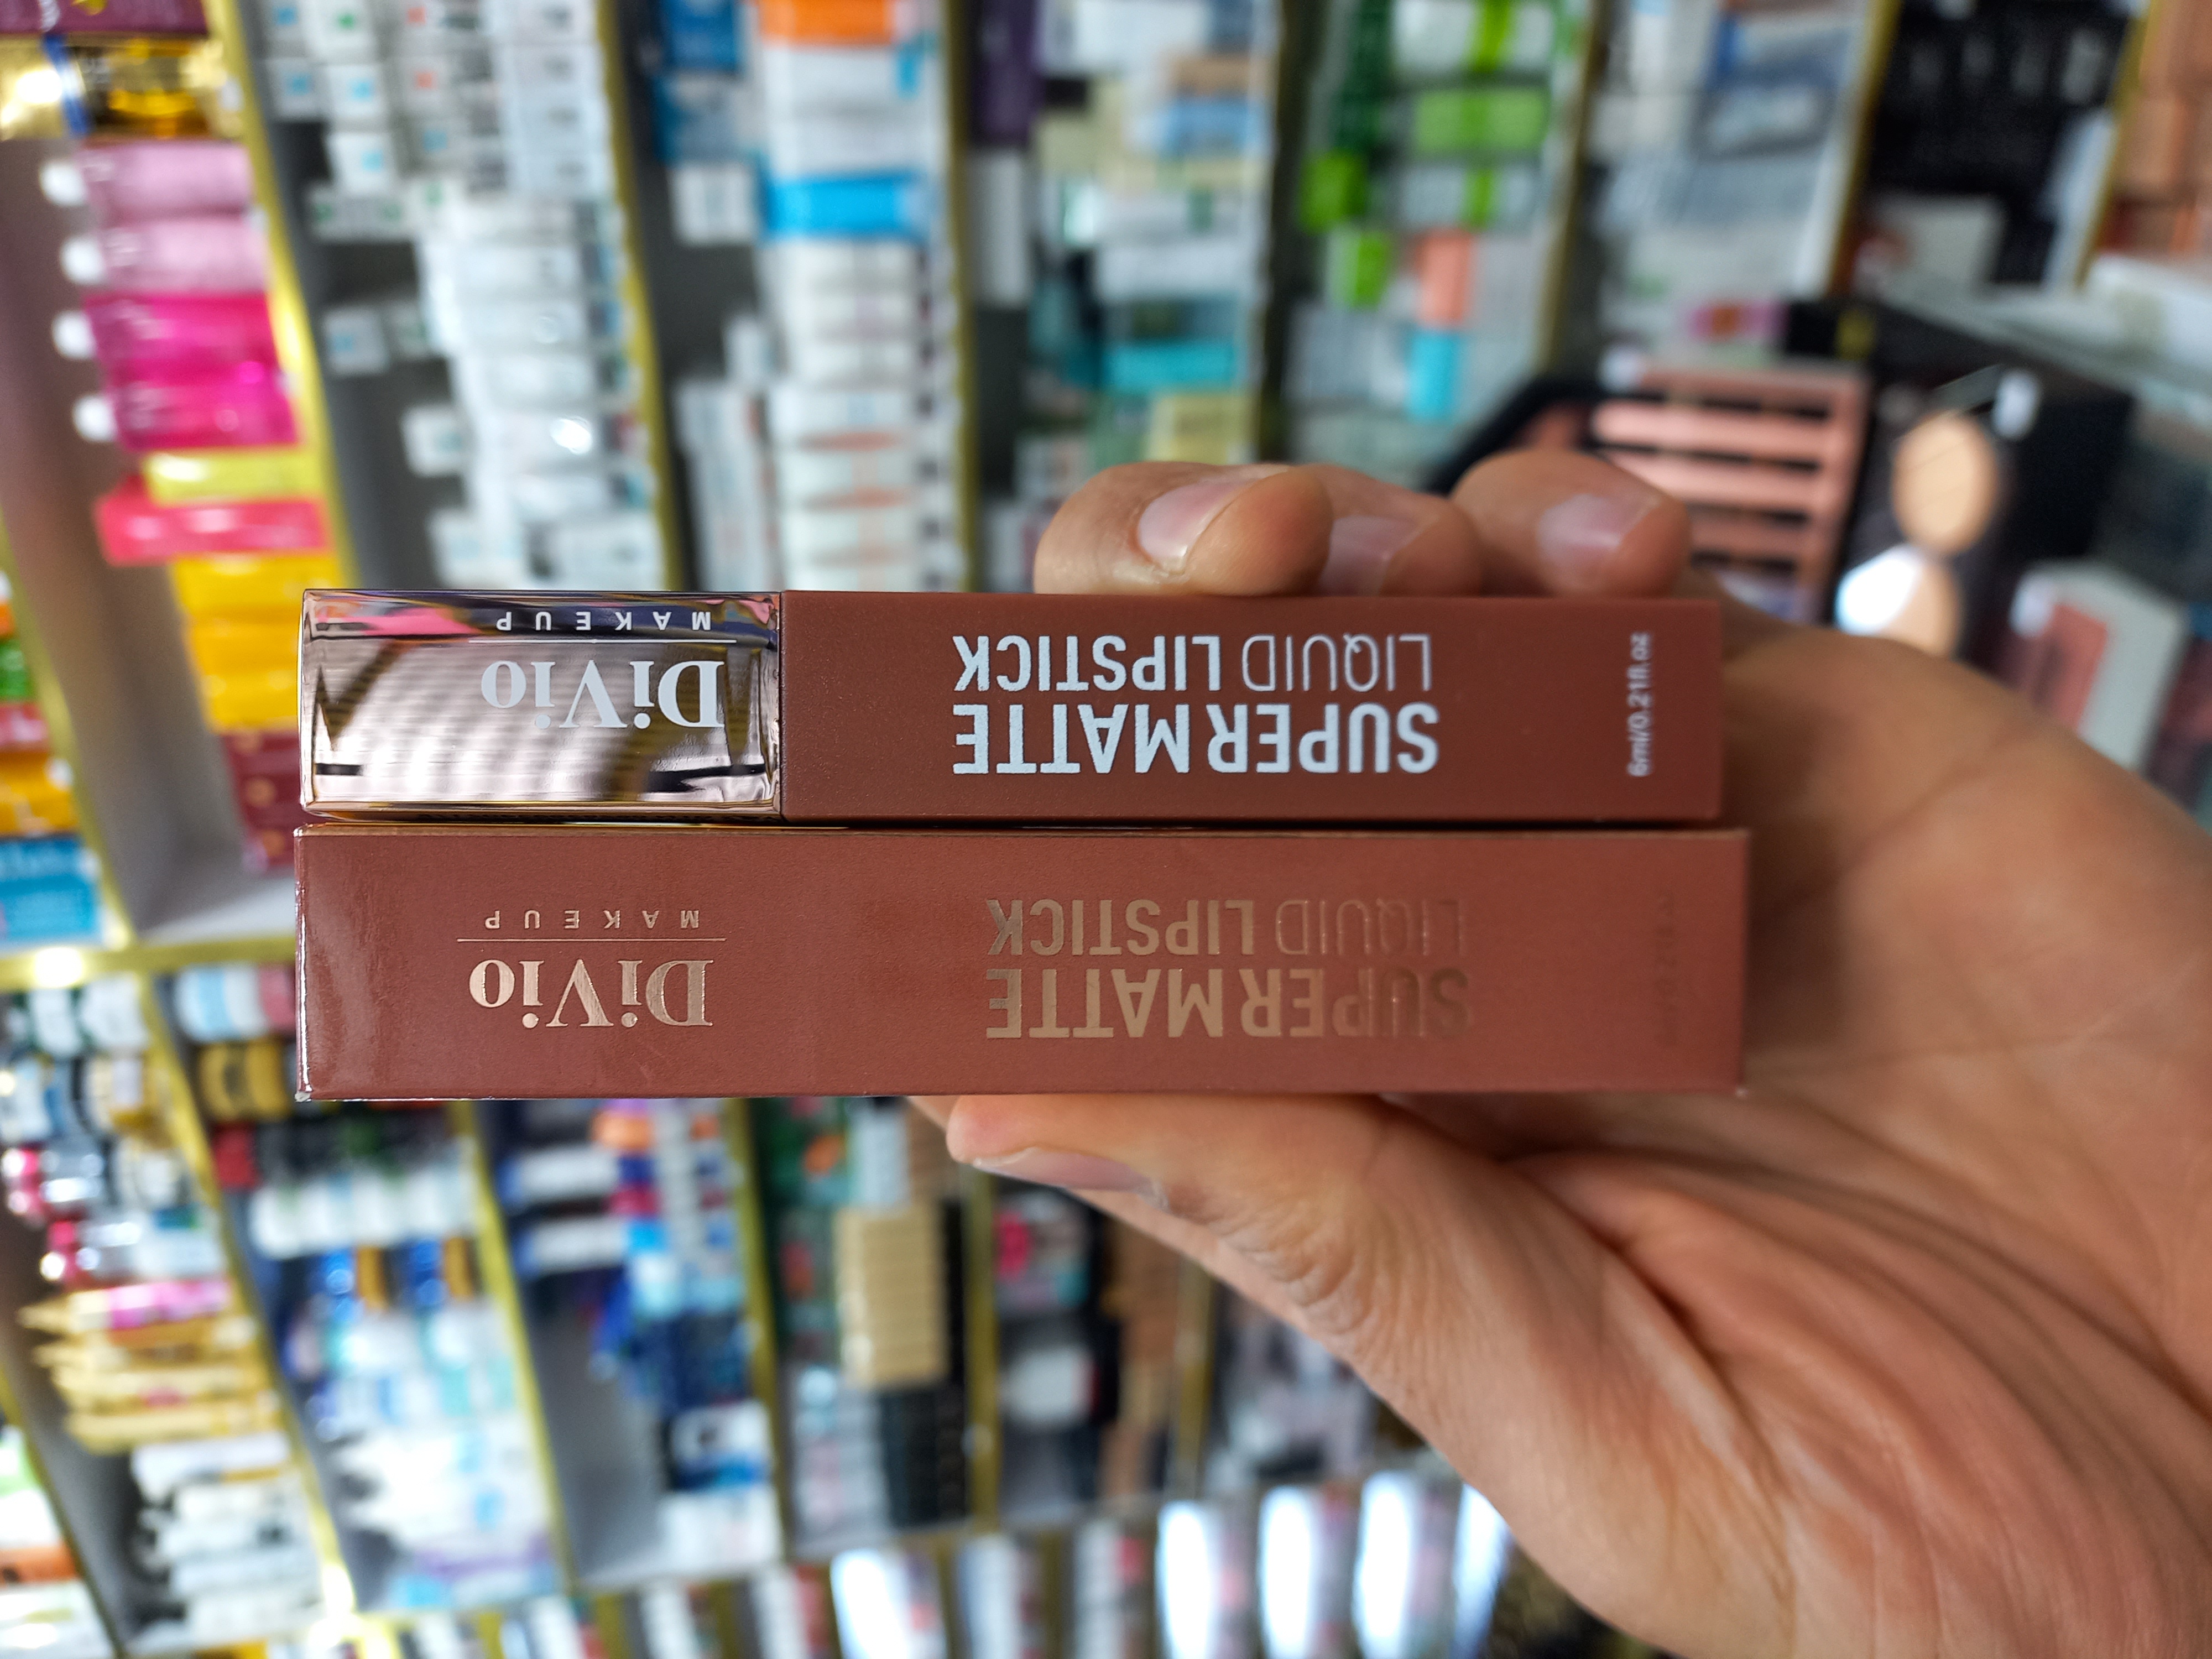 SUPER MATTE
LIQUID LIPSTICK
6ml/0.21fl.oz
DiVio
MAKEUP
SUPER MATTE
LIQUID LIPSTICK
DiVio
MAKEUP